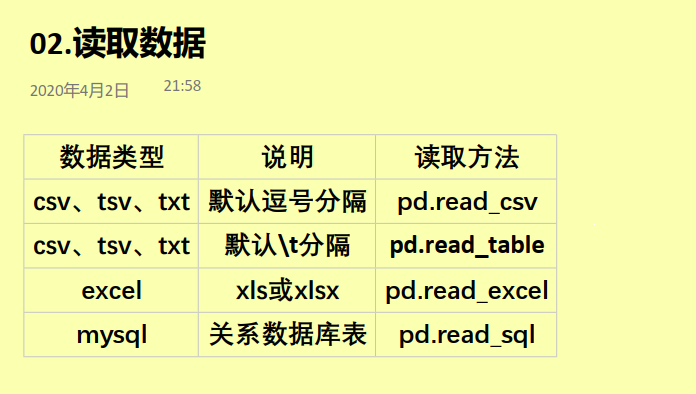 02.读取数据
2020年4月2日 21:58
数据类型 说明 读取方法
csv、tsv、txt 默认逗号分隔 pd.read_csv
csv、tsv、txt 默认\t分隔 pd.read_table
excel xls或xlsx pd.read_excel
mysql 关系数据库表 pd.read_sql